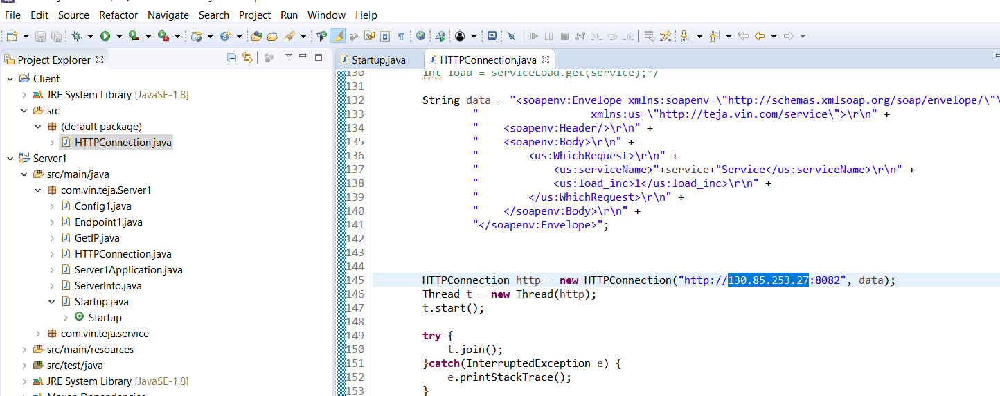 File Edit Source Refactor Navigate Search Project Run Window Help
Project Explorer
Client
JRE System Library [JavaSE-1.8]
src
(default package)
HTTPConnection.java
Server1
src/main/java
com.vin.teja.Server1
Config1.java
Endpoint1.java
GetIP.java
HTTPConnection.java
Server1Application.java
ServerInfo.java
Startup.java
Startup
com.vin.teja.service
src/main/resources
src/test/java
JRE System Library [JavaSE-1.8]
Maven Dependencies
Startup.java HTTPConnection.java
130 int load = serviceLoad.get(service);*/
131
132 String data = "<soapenv:Envelope xmlns:soapenv=\"http://schemas.xmlsoap.org/soap/envelope/\"\
133 " xmlns:us=\"http://teja.vin.com/service\">\r\n" +
134 " <soapenv:Header/>\r\n" +
135 " <soapenv:Body>\r\n" +
136 " <us:WhichRequest>\r\n" +
137 " <us:serviceName>"+service+"Service</us:serviceName>\r\n" +
138 " <us:load_inc>1</us:load_inc>\r\n" +
139 " </us:WhichRequest>\r\n" +
140 " </soapenv:Body>\r\n" +
141 "</soapenv:Envelope>";
142
143
144
145 HTTPConnection http = new HTTPConnection("http://130.85.253.27:8082", data);
146 Thread t = new Thread(http);
147 t.start();
148
149 try {
150 t.join();
151 }catch(InterruptedException e) {
152 e.printStackTrace();
153 }